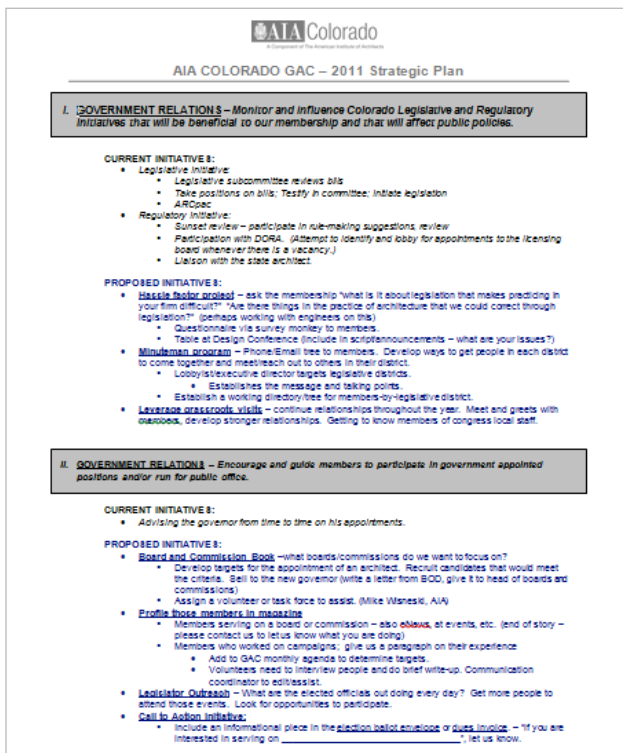 AIA Colorado
A Component of The American Institute of Architects
AIA COLORADO GAC – 2011 Strategic Plan
I. GOVERNMENT RELATIONS – Monitor and Influence Colorado Legislative and Regulatory
Initiatives that will be beneficial to our membership and that will affect public policies.
CURRENT INITIATIVES:
• Legislative Initiative:
▪ Legislative subcommittee reviews bills
▪ Take positions on bills; Testify in committee; Initiate legislation
▪ ARCpac
• Regulatory Initiative:
▪ Sunset review – participate in rule-making suggestions, review
▪ Participation with DORA. (Attempt to identify and lobby for appointments to the licensing
board whenever there is a vacancy.)
▪ Liaison with the state architect.
PROPOSED INITIATIVES:
• Hassle factor project – ask the membership "what is it about legislation that makes practicing in
your firm difficult?" "Are there things in the practice of architecture that we could correct through
legislation?" (perhaps working with engineers on this)
▪ Questionnaire via survey monkey to members.
▪ Table at Design Conference (include in script/announcements – what are your issues?)
• Minuteman program – Phone/Email tree to members. Develop ways to get people in each district
to come together and meet/reach out to others in their district.
▪ Lobbyist/executive director targets legislative districts.
• Establishes the message and talking points.
▪ Establish a working directory/tree for members-by-legislative district.
• Leverage grassroots visits – continue relationships throughout the year. Meet and greets with
members, develop stronger relationships. Getting to know members of congress local staff.
II. GOVERNMENT RELATIONS – Encourage and guide members to participate in government appointed
positions and/or run for public office.
CURRENT INITIATIVES:
• Advising the governor from time to time on his appointments.
PROPOSED INITIATIVES:
• Board and Commission Book –what boards/commissions do we want to focus on?
▪ Develop targets for the appointment of an architect. Recruit candidates that would meet
the criteria. Sell to the new governor (write a letter from BOD, give it to head of boards and
commissions)
▪ Assign a volunteer or task force to assist. (Mike Wisneski, AIA)
• Profile those members in magazine
▪ Members serving on a board or commission – also eNews, at events, etc. (end of story –
please contact us to let us know what you are doing)
▪ Members who worked on campaigns; give us a paragraph on their experience
• Add to GAC monthly agenda to determine targets.
• Volunteers need to interview people and do brief write-up. Communication
coordinator to edit/assist.
• Legislator Outreach – What are the elected officials out doing every day? Get more people to
attend those events. Look for opportunities to participate.
• Call to Action Initiative:
▪ Include an informational piece in the election ballot envelope or dues invoice. – "If you are
interested in serving on ______________________________", let us know.